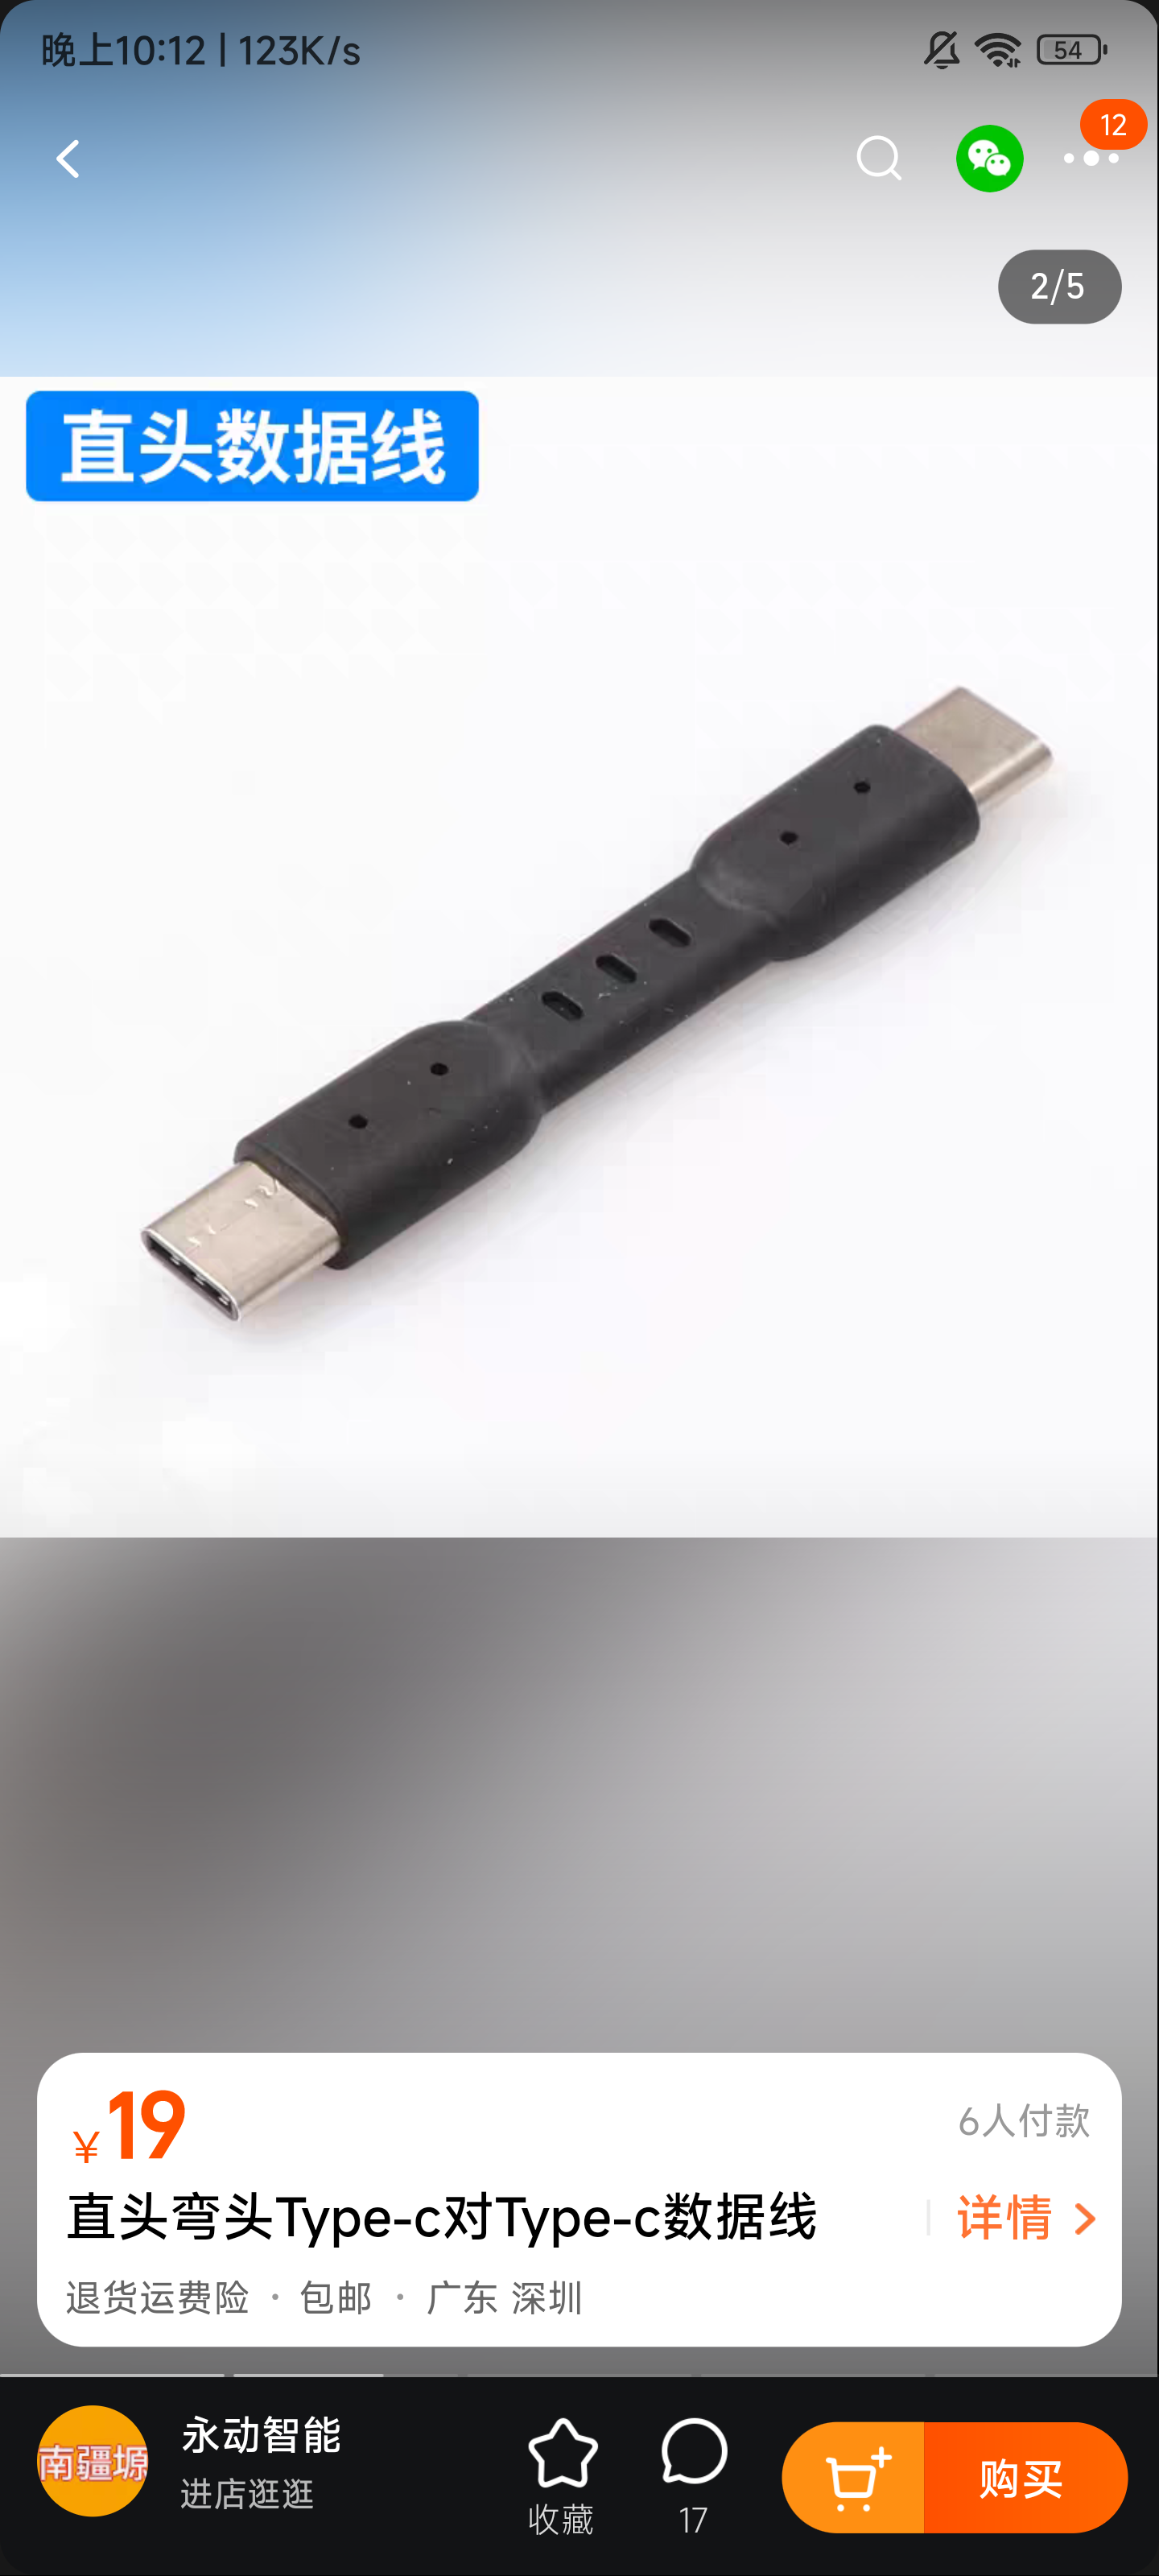 晚上10:12 | 123K/s
54
12
2/5
直头数据线
¥19
6人付款
直头弯头Type-c对Type-c数据线
详情
退货运费险 · 包邮 · 广东 深圳
南疆塬
永动智能
进店逛逛
收藏
17
购买